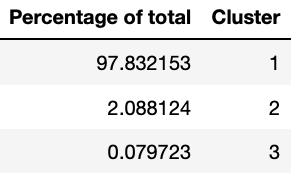 Percentage of total Cluster
97.832153 1
2.088124 2
0.079723 3